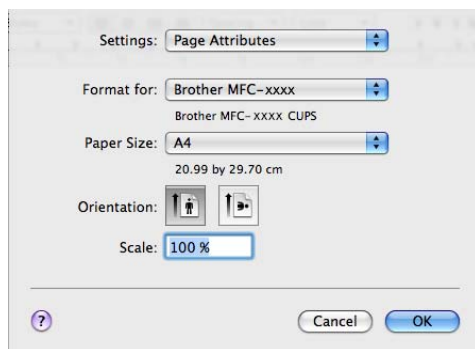 Settings: Page Attributes
Format for: Brother MFC-xxxx
Brother MFC-XXXX CUPS
Paper Size: A4
20.99 by 29.70 cm
Orientation:
Scale: 100 %
? Cancel OK